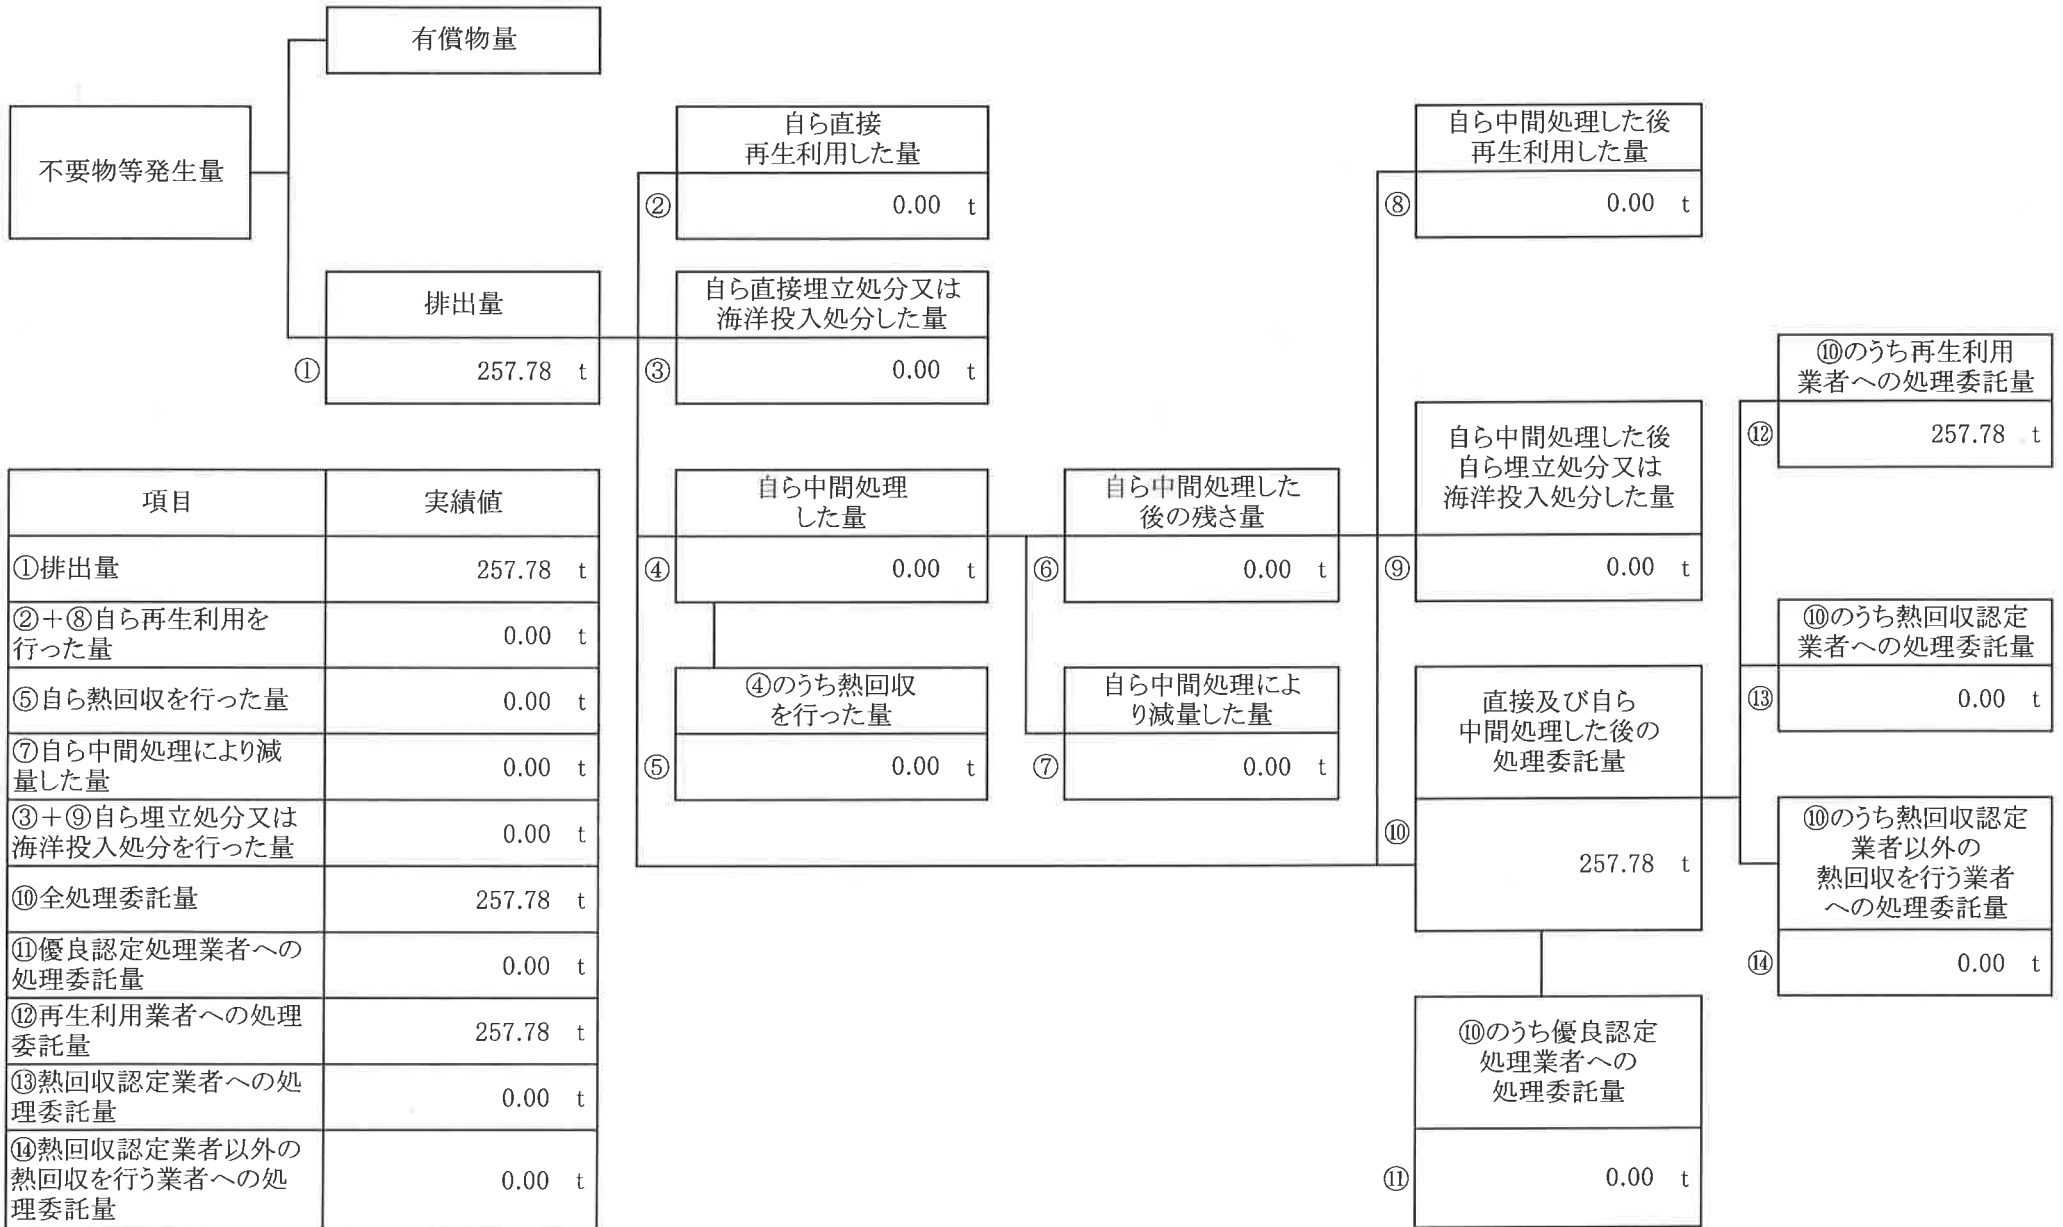 有償物量
不要物等発生量
排出量
①
257.78 t
自ら直接
再生利用した量
②
0.00 t
自ら直接埋立処分又は
海洋投入処分した量
③
0.00 t
自ら中間処理
した量
④
0.00 t
④のうち熱回収
を行った量
⑤
0.00 t
自ら中間処理した
後の残さ量
⑥
0.00 t
自ら中間処理によ
り減量した量
⑦
0.00 t
自ら中間処理した後
再生利用した量
⑧
0.00 t
自ら中間処理した後
自ら埋立処分又は
海洋投入処分した量
⑨
0.00 t
直接及び自ら
中間処理した後の
処理委託量
⑩
257.78 t
⑩のうち優良認定
処理業者への
処理委託量
⑪
0.00 t
⑩のうち再生利用
業者への処理委託量
⑫
257.78 t
⑩のうち熱回収認定
業者への処理委託量
⑬
0.00 t
⑩のうち熱回収認定
業者以外の
熱回収を行う業者
への処理委託量
⑭
0.00 t
項目 実績値
①排出量 257.78 t
②+⑧自ら再生利用を
行った量
0.00 t
⑤自ら熱回収を行った量 0.00 t
⑦自ら中間処理により減
量した量
0.00 t
③+⑨自ら埋立処分又は
海洋投入処分を行った量
0.00 t
⑩全処理委託量 257.78 t
⑪優良認定処理業者への
処理委託量
0.00 t
⑫再生利用業者への処理
委託量
257.78 t
⑬熱回収認定業者への処
理委託量
0.00 t
⑭熱回収認定業者以外の
熱回収を行う業者への処
理委託量
0.00 t